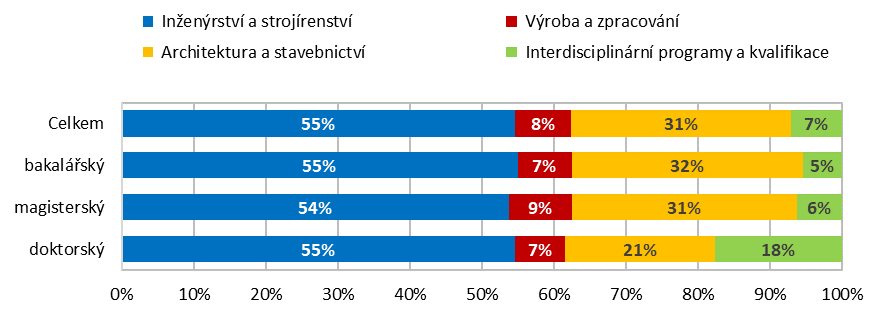 Inženýrství a strojírenství
Výroba a zpracování
Architektura a stavebnictví
Interdisciplinární programy a kvalifikace
Celkem 55% 8% 31% 7%
bakalářský 55% 7% 32% 5%
magisterský 54% 9% 31% 6%
doktorský 55% 7% 21% 18%
0% 10% 20% 30% 40% 50% 60% 70% 80% 90% 100%